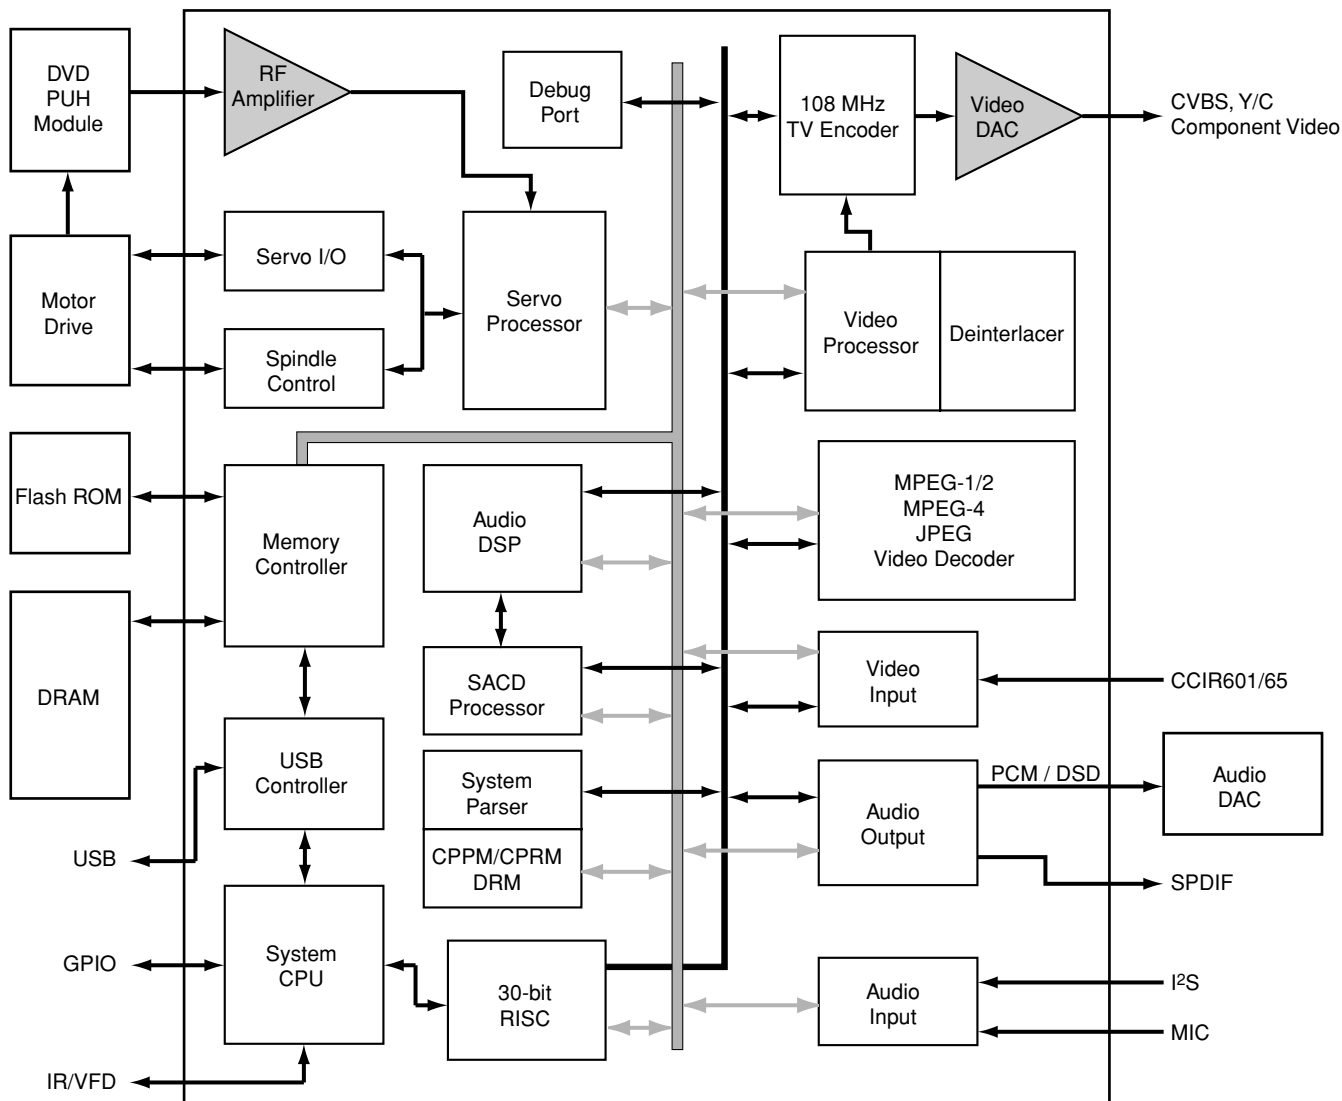 DVD
PUH
Module
RF
Amplifier
Debug
Port
108 MHz
TV Encoder
Video
DAC
CVBS, Y/C
Component Video
Motor
Drive
Servo I/O
Spindle
Control
Servo
Processor
Video
Processor
Deinterlacer
Flash ROM
Memory
Controller
Audio
DSP
MPEG-1/2
MPEG-4
JPEG
Video Decoder
DRAM
SACD
Processor
Video
Input
CCIR601/65
USB
Controller
System
Parser
CPPM/CPRM
DRM
Audio
Output
PCM / DSD
Audio
DAC
USB
SPDIF
GPIO
System
CPU
30-bit
RISC
Audio
Input
I²S
MIC
IR/VFD